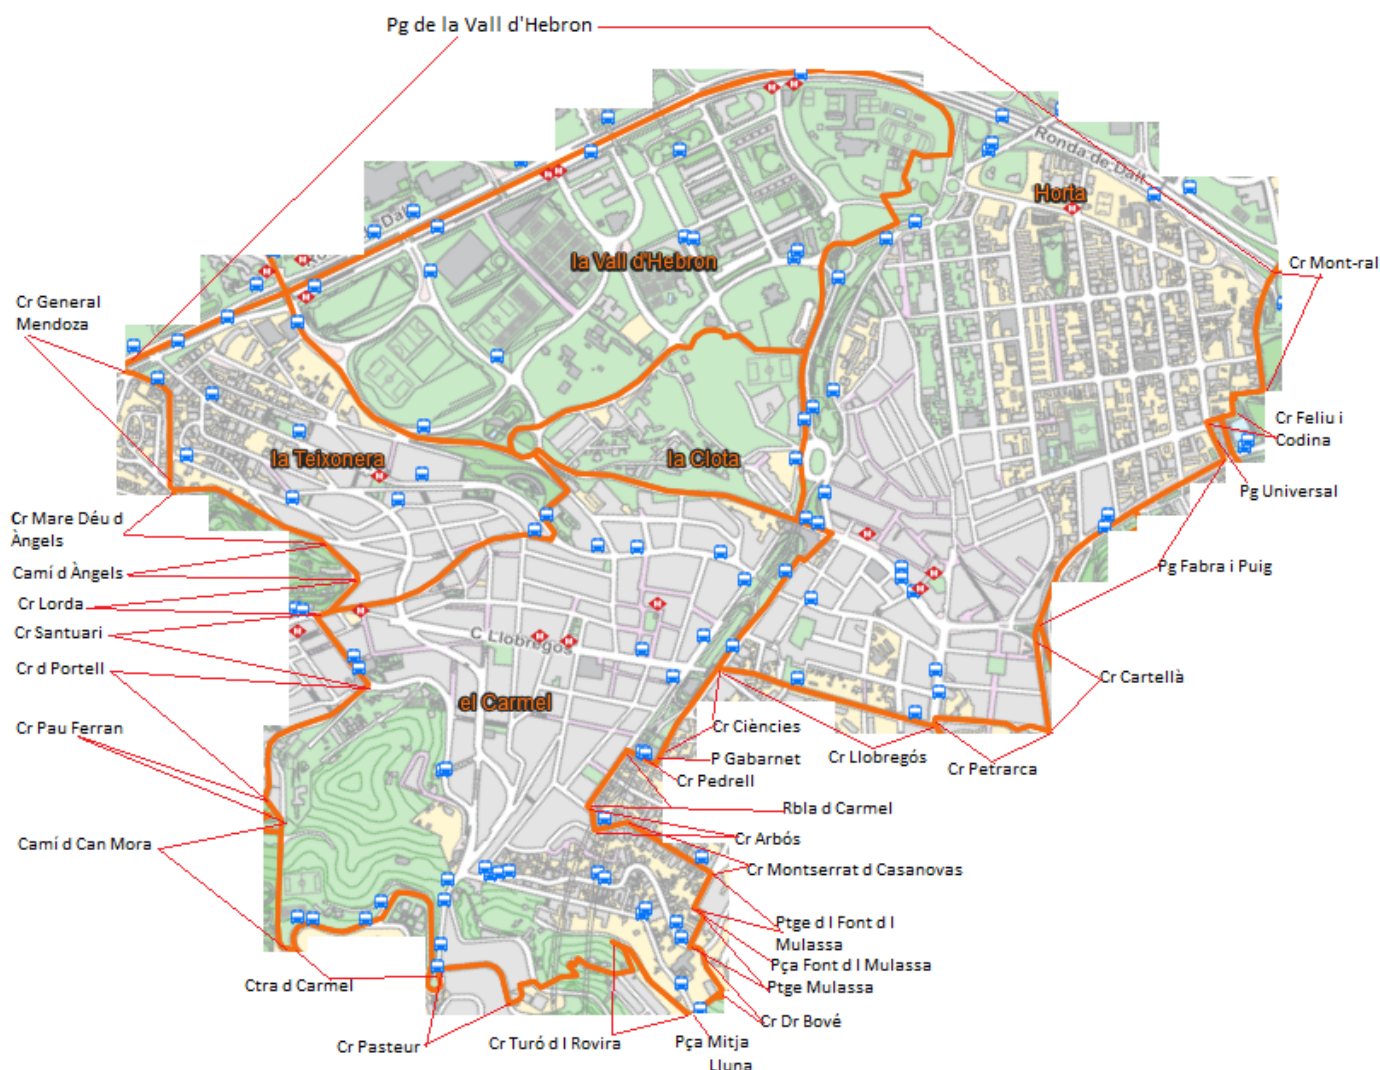 Pg de la Vall d'Hebron
Ronda de Dalt
Horta
Dalt
la Vall d'Hebron
Cr Mont-ral
Cr General
Mendoza
Cr Feliu i
Codina
la Teixonera
la Clota
Pg Universal
Cr Mare Déu d
Àngels
Camí d Àngels
Pg Fabra i Puig
Cr Lorda
Cr Santuari
C Llobregós
Cr d Portell
Cr Cartellà
el Carmel
Cr Pau Ferran
Cr Ciències
P Gabarnet
Cr Llobregós
Cr Petrarca
Cr Pedrell
Rbla d Carmel
Camí d Can Mora
Cr Arbós
Cr Montserrat d Casanovas
Ptge d l Font d l
Mulassa
Pça Font d l Mulassa
Ptge Mulassa
Ctra d Carmel
Cr Dr Bové
Cr Pasteur
Cr Turó d l Rovira
Pça Mitja
Lluna